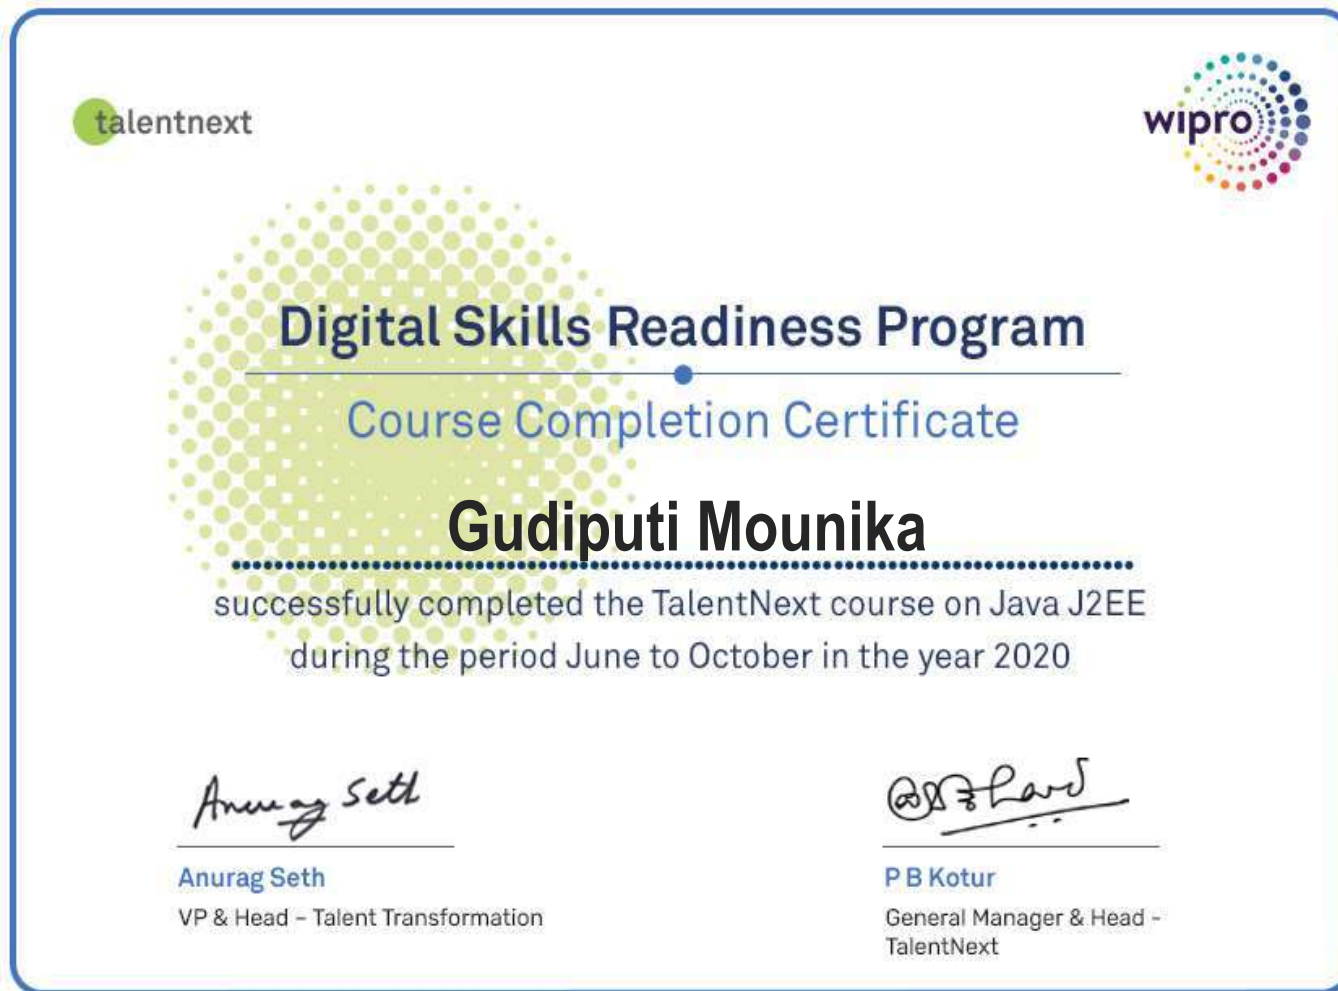 talentnext
wipro
Digital Skills Readiness Program
Course Completion Certificate
Gudiputi Mounika
successfully completed the TalentNext course on Java J2EE
during the period June to October in the year 2020
Anurag Seth
Anurag Seth
VP & Head – Talent Transformation
P B Kotur
General Manager & Head -
TalentNext